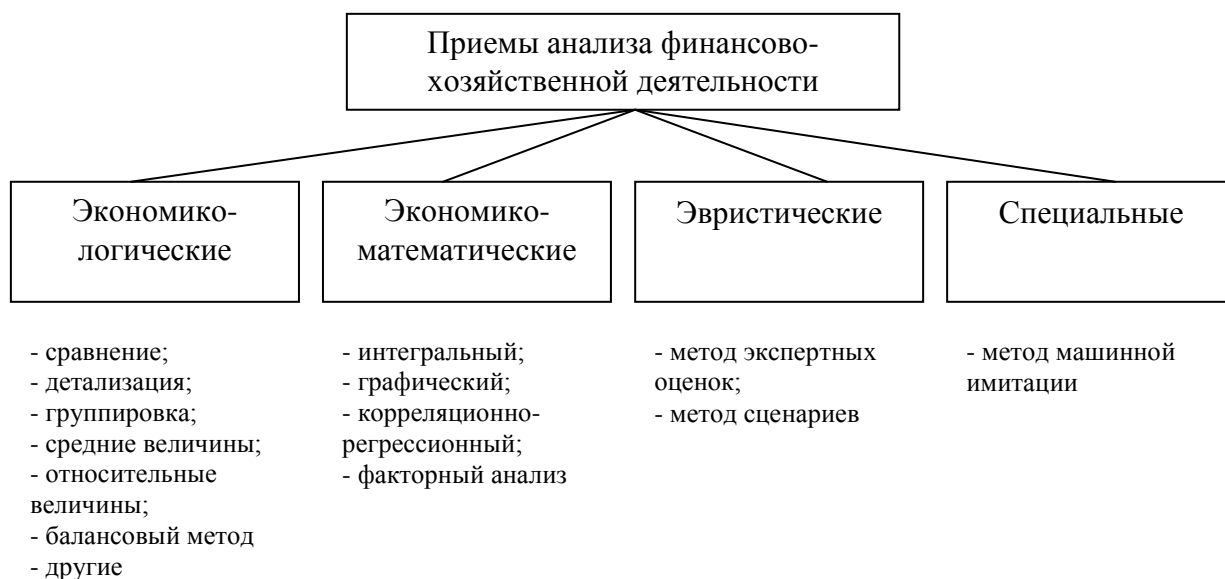 Приемы анализа финансово-
хозяйственной деятельности
Экономико-
логические
Экономико-
математические
Эвристические
Специальные
- сравнение;
- детализация;
- группировка;
- средние величины;
- относительные
величины;
- балансовый метод
- другие
- интегральный;
- графический;
- корреляционно-
регрессионный;
- факторный анализ
- метод экспертных
оценок;
- метод сценариев
- метод машинной
имитации